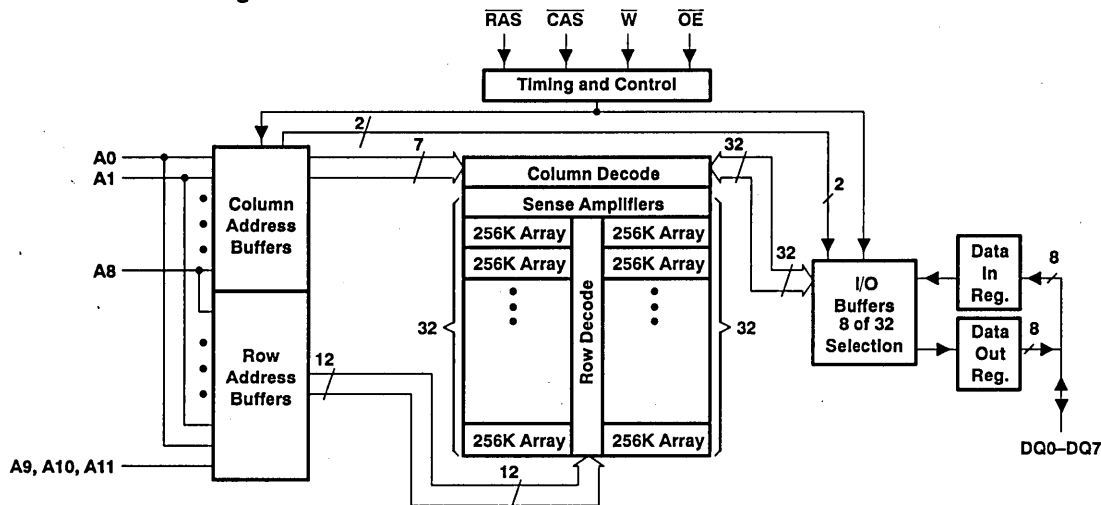 RAS CAS W OE
Timing and Control
2
7
32
A0
A1
A8
Column
Address
Buffers
Column Decode
Sense Amplifiers
256K Array 256K Array
256K Array 256K Array
32
32
Row Decode
256K Array 256K Array
2
32
I/O
Buffers
8 of 32
Selection
Data
In
Reg.
8
Data
Out
Reg.
8
DQ0–DQ7
Row
Address
Buffers
12
A9, A10, A11
12